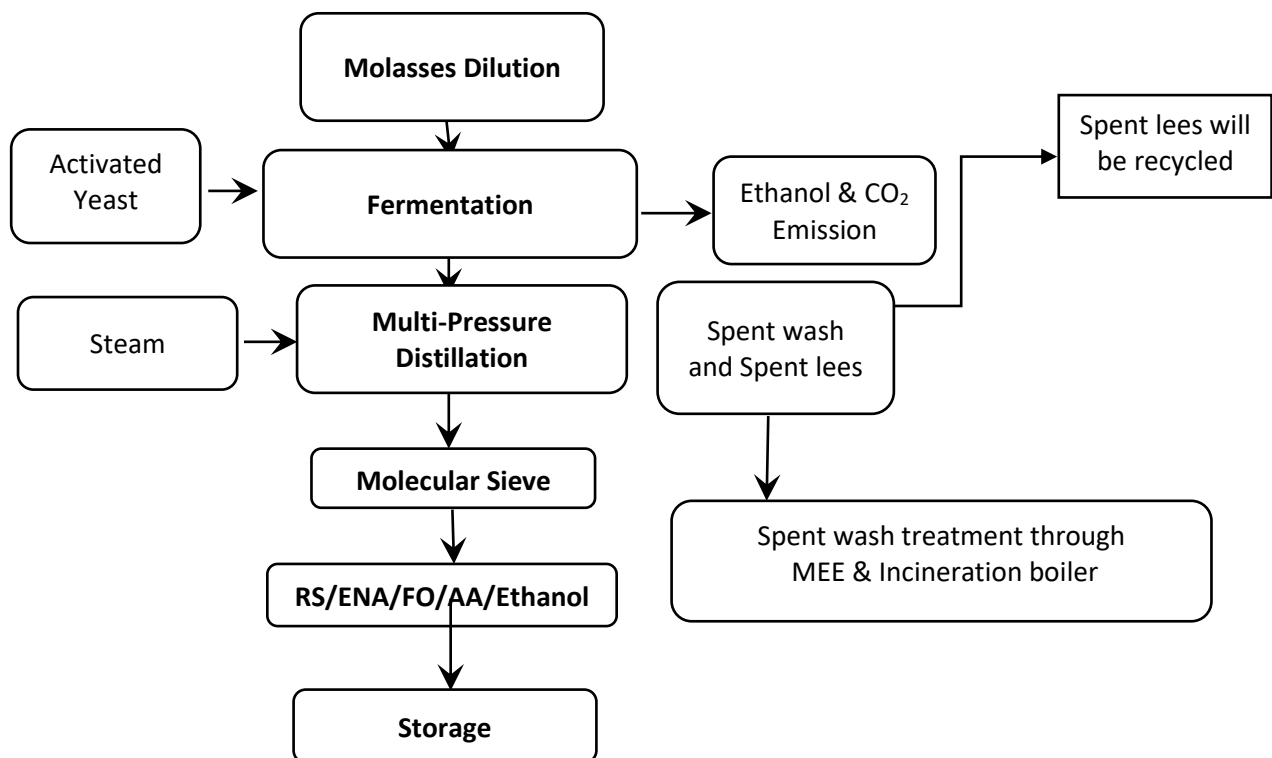 Molasses Dilution
Spent lees will
be recycled
Activated
Yeast
Fermentation
Ethanol & CO₂
Emission
Steam
Multi-Pressure
Distillation
Spent wash
and Spent lees
Molecular Sieve
Spent wash treatment through
MEE & Incineration boiler
RS/ENA/FO/AA/Ethanol
Storage